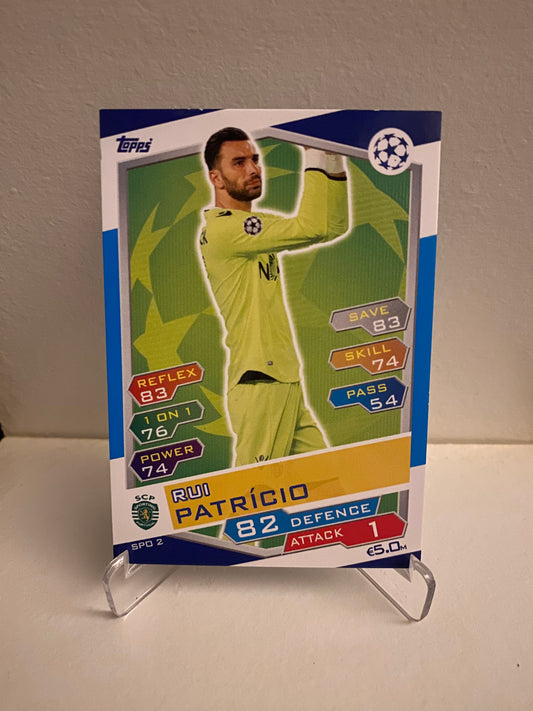 Topps
SAVE
83
SKILL
74
PASS
54
REFLEX
83
1 ON 1
76
POWER
74
RUI
PATRÍCIO
SCP
82 DEFENCE
ATTACK 1
SPO 2
€5.0M